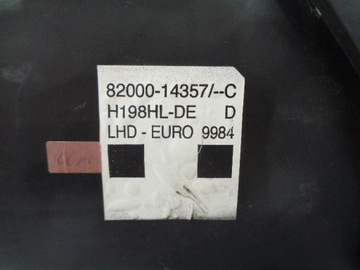 82000-14357/--C
H198HL-DE D
LHD - EURO 9984